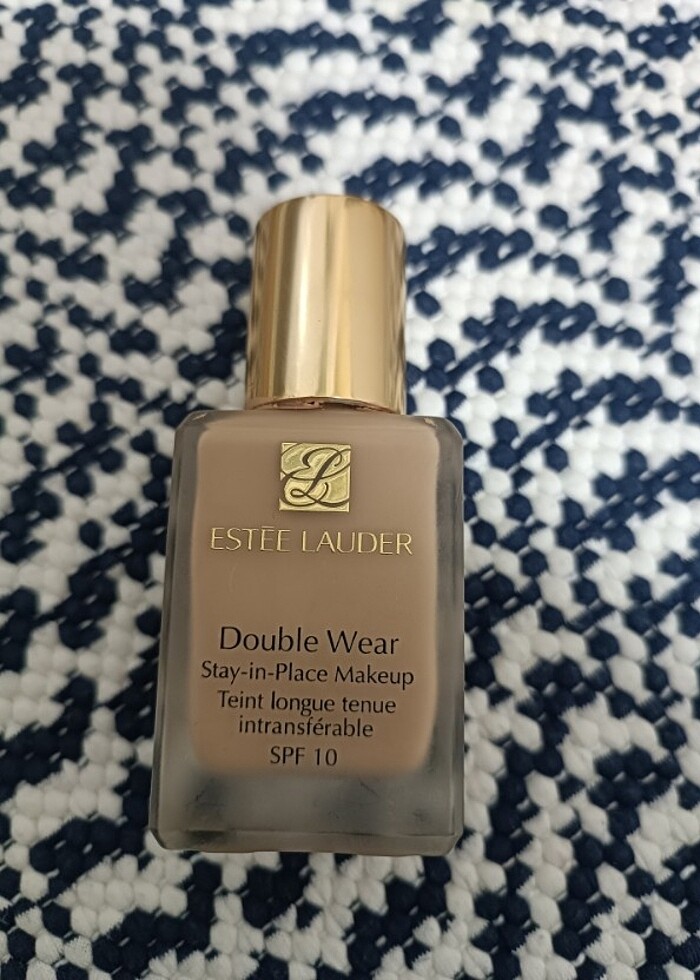 EL
ESTĒE LAUDER
Double Wear
Stay-in-Place Makeup
Teint longue tenue
intransférable
SPF 10